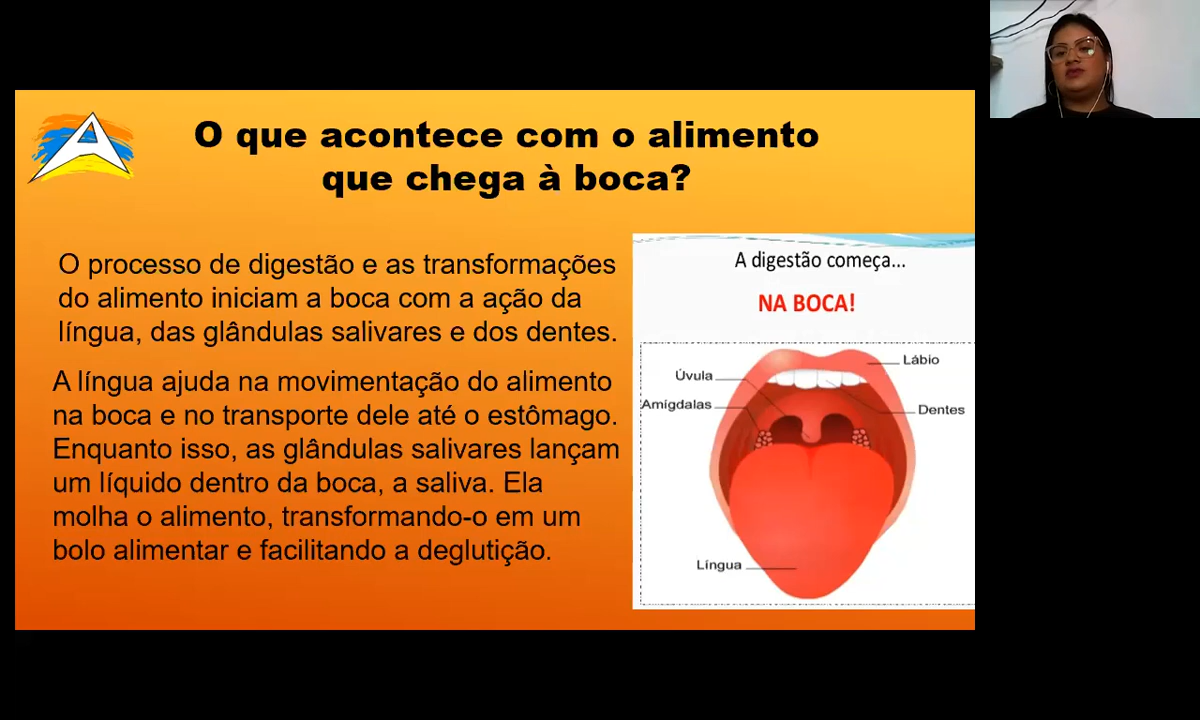 O que acontece com o alimento
que chega à boca?
O processo de digestão e as transformações
do alimento iniciam a boca com a ação da
língua, das glândulas salivares e dos dentes.
A língua ajuda na movimentação do alimento
na boca e no transporte dele até o estômago.
Enquanto isso, as glândulas salivares lançam
um líquido dentro da boca, a saliva. Ela
molha o alimento, transformando-o em um
bolo alimentar e facilitando a deglutição.
A digestão começa...
NA BOCA!
Lábio
Úvula
Amígdalas
Dentes
Língua